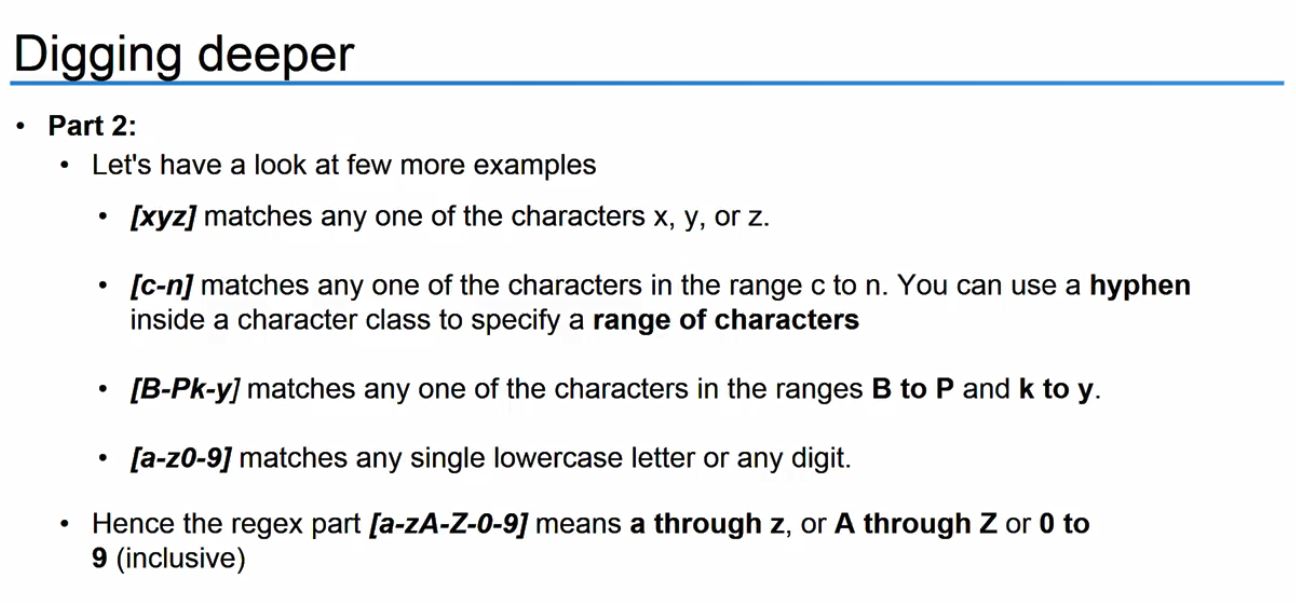 Digging deeper
• Part 2:
• Let's have a look at few more examples
• [xyz] matches any one of the characters x, y, or z.
• [c-n] matches any one of the characters in the range c to n. You can use a hyphen
inside a character class to specify a range of characters
• [B-Pk-y] matches any one of the characters in the ranges B to P and k to y.
• [a-z0-9] matches any single lowercase letter or any digit.
• Hence the regex part [a-zA-Z-0-9] means a through z, or A through Z or 0 to
9 (inclusive)